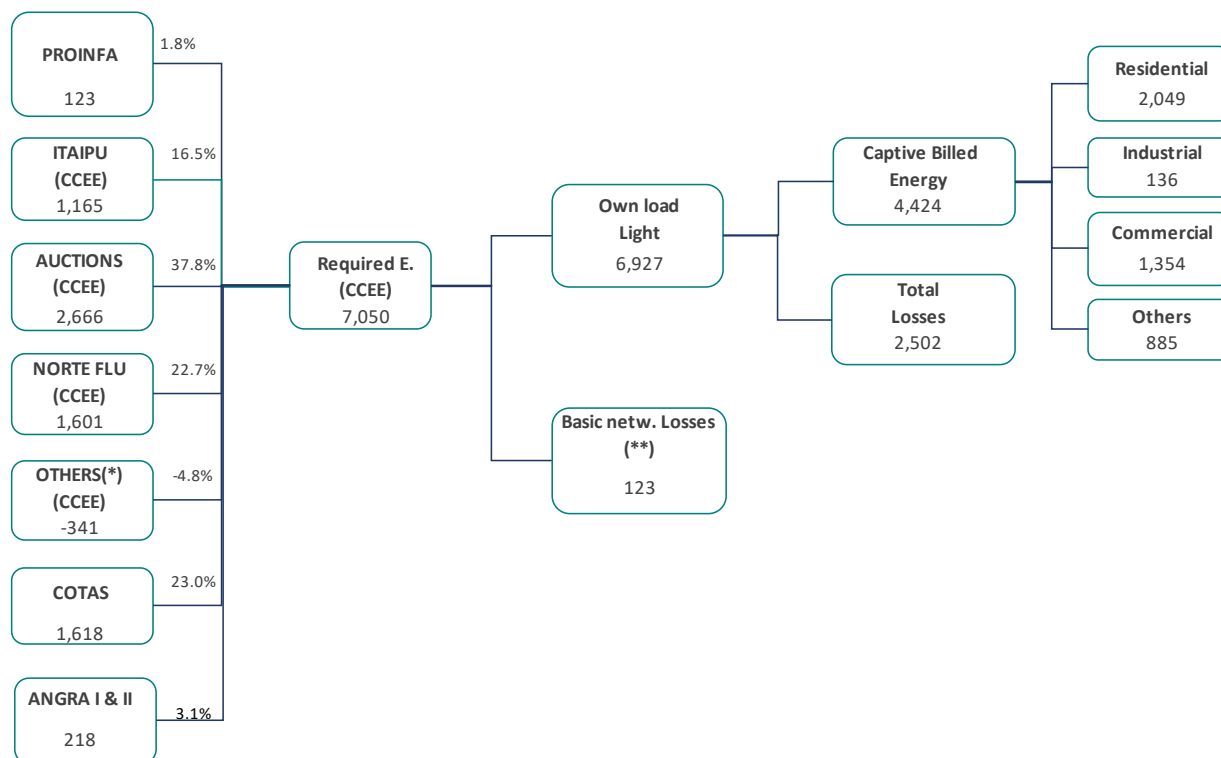 PROINFA
123
1.8%
ITAIPU
(CCEE)
1,165
16.5%
AUCTIONS
(CCEE)
2,666
37.8%
NORTE FLU
(CCEE)
1,601
22.7%
OTHERS(*)
(CCEE)
-341
-4.8%
COTAS
1,618
23.0%
ANGRA I & II
218
3.1%
Required E.
(CCEE)
7,050
Own load
Light
6,927
Basic netw. Losses
(**)
123
Captive Billed
Energy
4,424
Total
Losses
2,502
Residential
2,049
Industrial
136
Commercial
1,354
Others
885